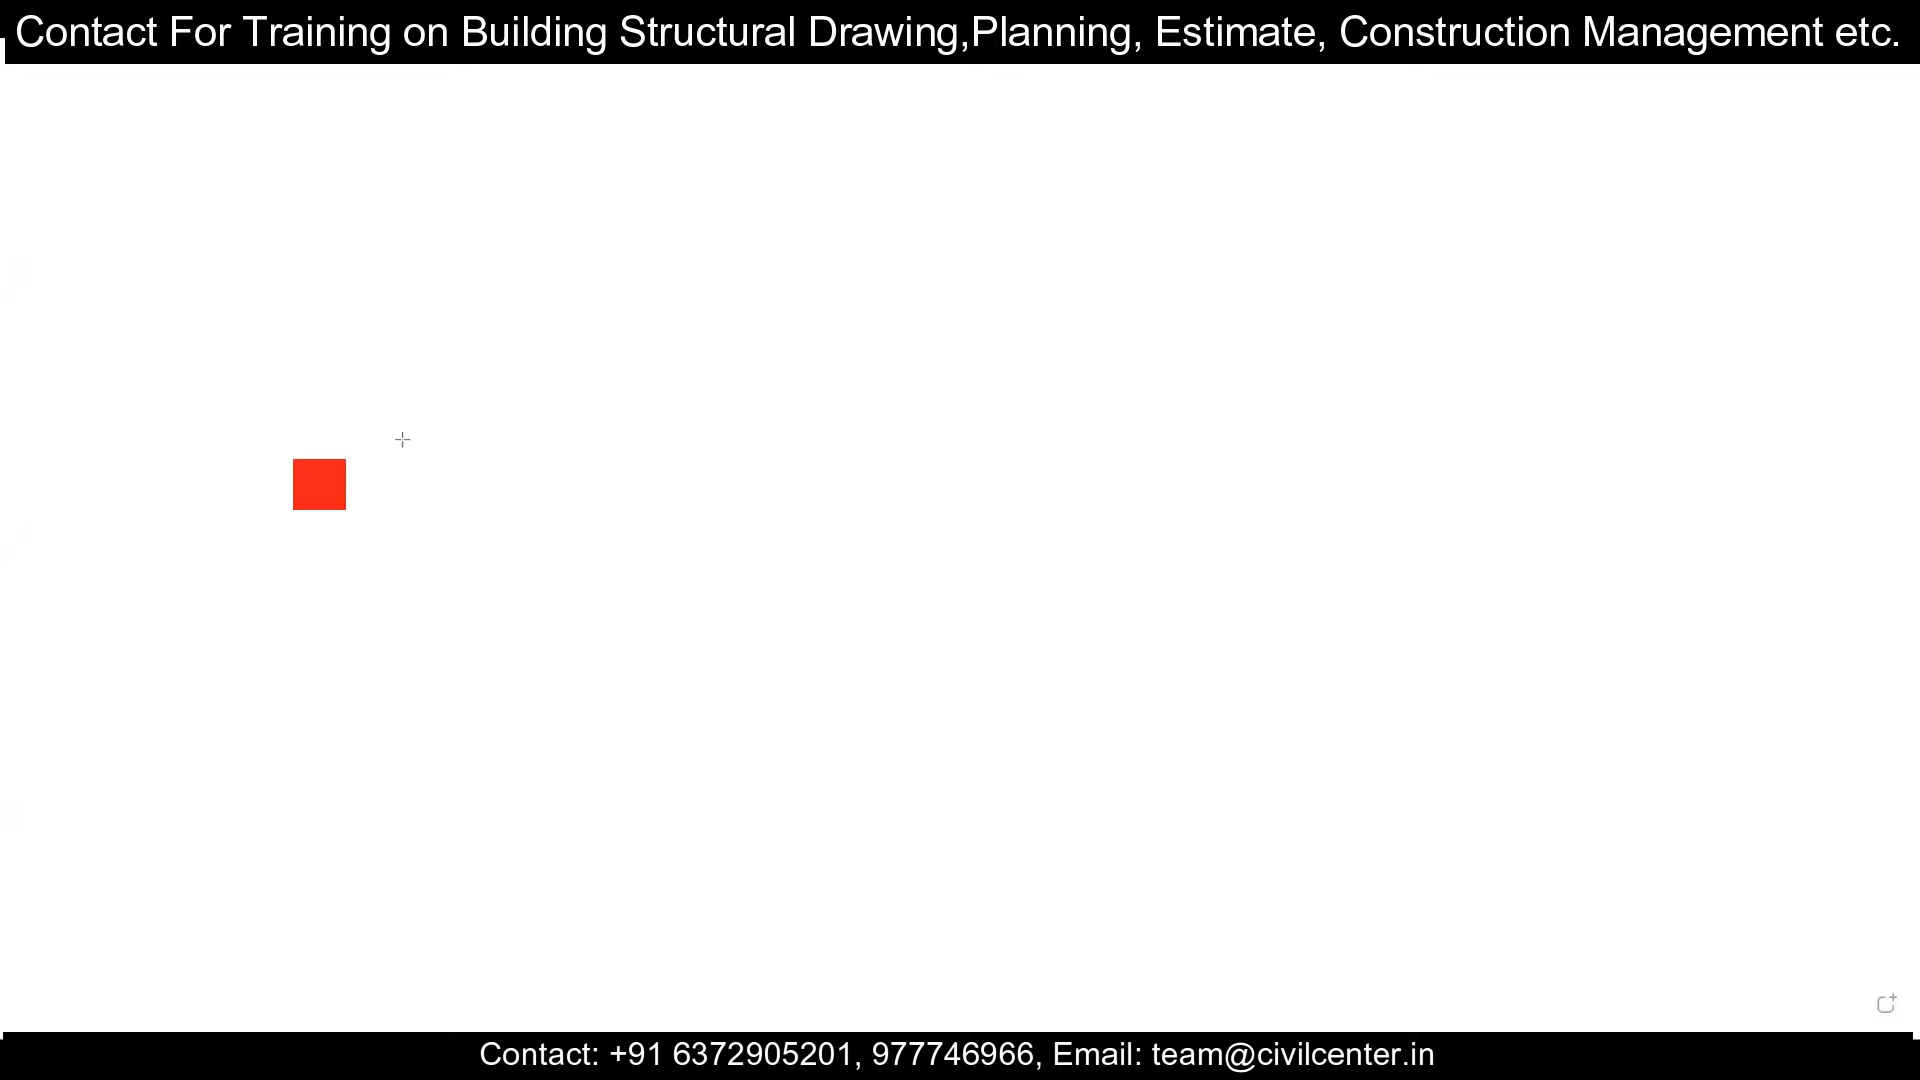 Contact For Training on Building Structural Drawing,Planning, Estimate, Construction Management etc.
Contact: +91 6372905201, 977746966, Email: team@civilcenter.in